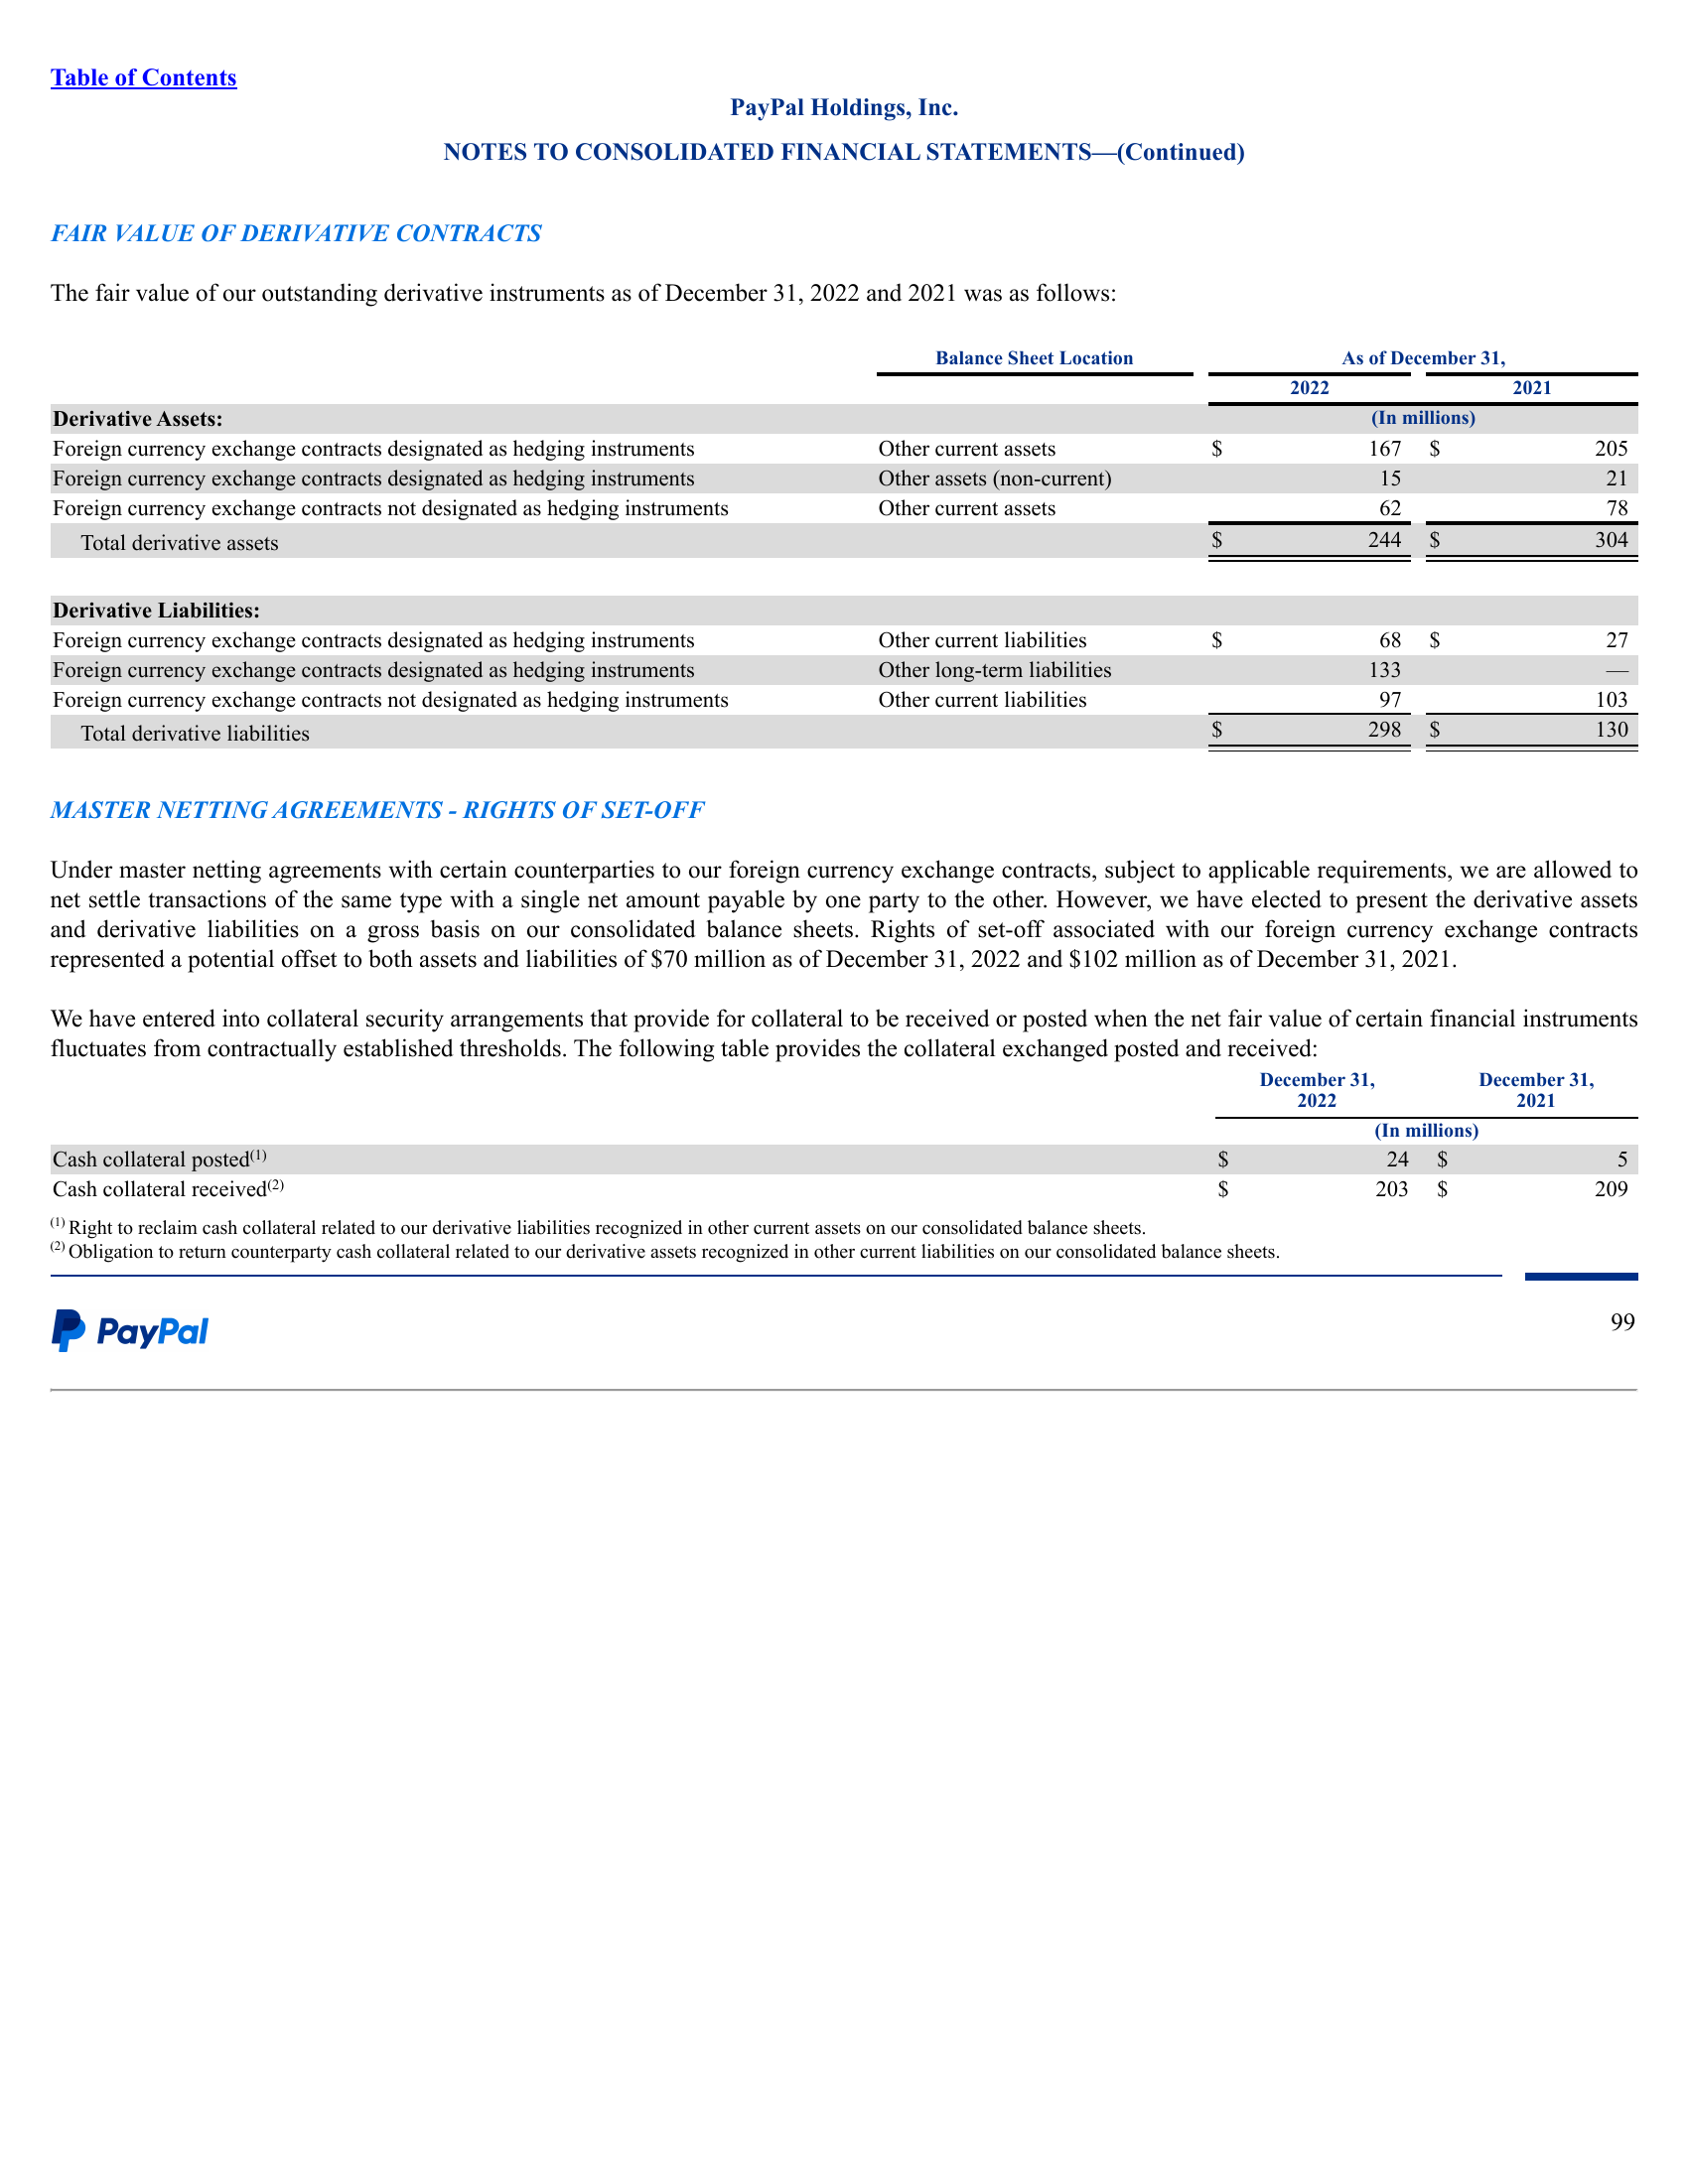 Table of Contents
PayPal Holdings, Inc.
NOTES TO CONSOLIDATED FINANCIAL STATEMENTS—(Continued)
FAIR VALUE OF DERIVATIVE CONTRACTS
The fair value of our outstanding derivative instruments as of December 31, 2022 and 2021 was as follows:
Balance Sheet Location As of December 31,
2022 2021
Derivative Assets: (In millions)
Foreign currency exchange contracts designated as hedging instruments Other current assets $ 167 $ 205
Foreign currency exchange contracts designated as hedging instruments Other assets (non-current) 15 21
Foreign currency exchange contracts not designated as hedging instruments Other current assets 62 78
Total derivative assets $ 244 $ 304
Derivative Liabilities:
Foreign currency exchange contracts designated as hedging instruments Other current liabilities $ 68 $ 27
Foreign currency exchange contracts designated as hedging instruments Other long-term liabilities 133 —
Foreign currency exchange contracts not designated as hedging instruments Other current liabilities 97 103
Total derivative liabilities $ 298 $ 130
MASTER NETTING AGREEMENTS - RIGHTS OF SET-OFF
Under master netting agreements with certain counterparties to our foreign currency exchange contracts, subject to applicable requirements, we are allowed to
net settle transactions of the same type with a single net amount payable by one party to the other. However, we have elected to present the derivative assets
and derivative liabilities on a gross basis on our consolidated balance sheets. Rights of set-off associated with our foreign currency exchange contracts
represented a potential offset to both assets and liabilities of $70 million as of December 31, 2022 and $102 million as of December 31, 2021.
We have entered into collateral security arrangements that provide for collateral to be received or posted when the net fair value of certain financial instruments
fluctuates from contractually established thresholds. The following table provides the collateral exchanged posted and received:
December 31, December 31,
2022 2021
(In millions)
Cash collateral posted(1) $ 24 $ 5
Cash collateral received(2) $ 203 $ 209
(1) Right to reclaim cash collateral related to our derivative liabilities recognized in other current assets on our consolidated balance sheets.
(2) Obligation to return counterparty cash collateral related to our derivative assets recognized in other current liabilities on our consolidated balance sheets.
PayPal 99